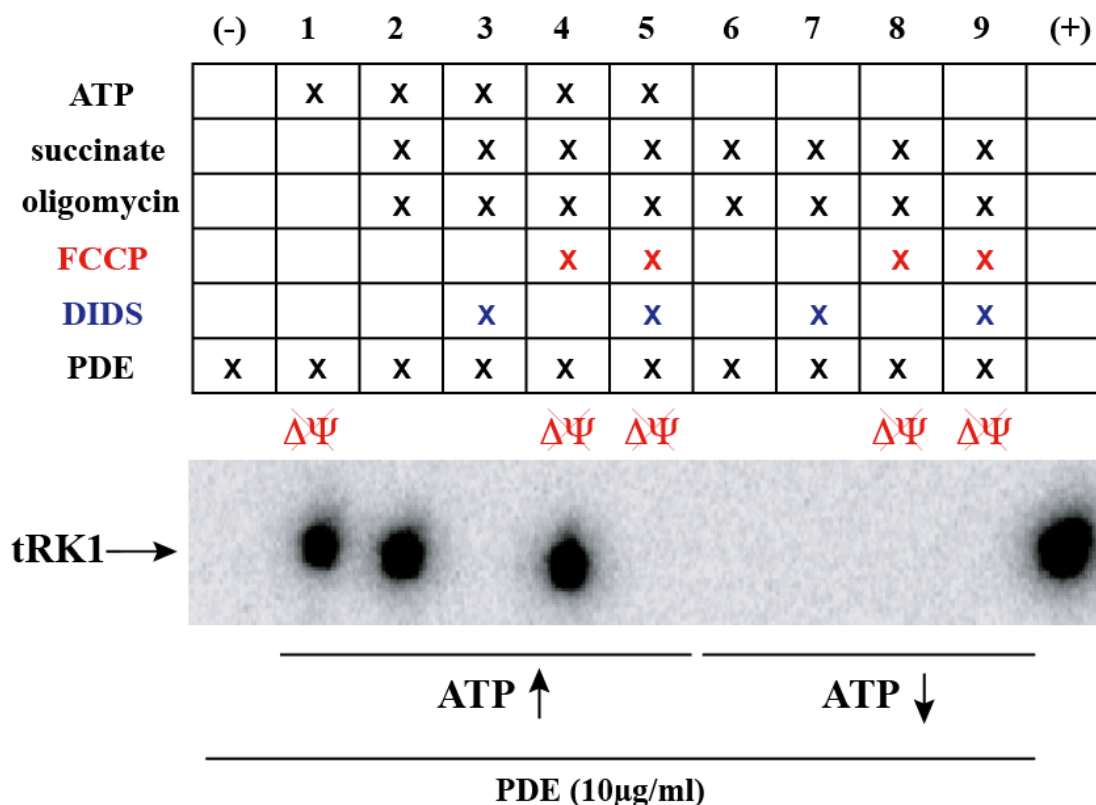 (-) 1 2 3 4 5 6 7 8 9 (+)
ATP X X X X X
succinate X X X X X X X X
oligomycin X X X X X X X X
FCCP X X X X
DIDS X X X X
PDE X X X X X X X X X X
ΔΨ ΔΨ ΔΨ ΔΨ ΔΨ
tRK1
ATP ATP
PDE (10µg/ml)